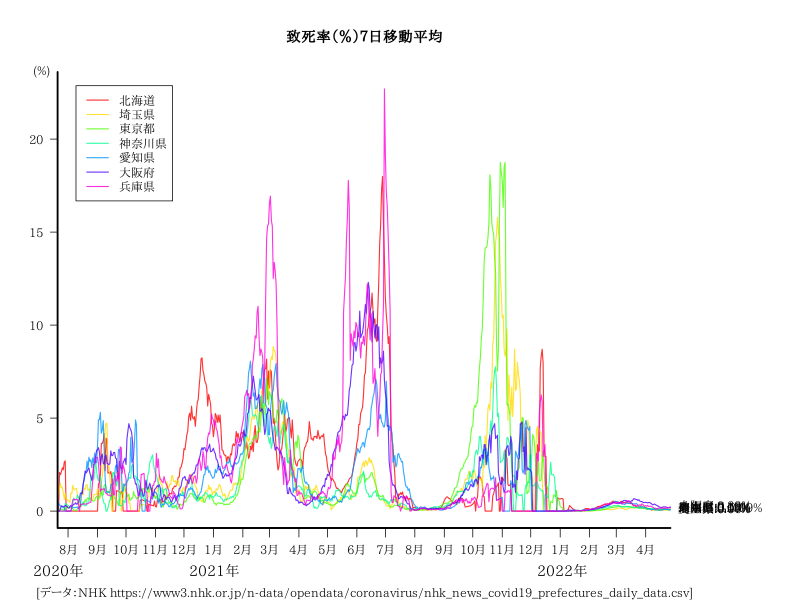 致死率(%)7日移動平均
(%)
北海道
埼玉県
東京都
神奈川県
愛知県
大阪府
兵庫県
20
15
10
5
0
8月 9月 10月 11月 12月 1月 2月 3月 4月 5月 6月 7月 8月 9月 10月 11月 12月 1月 2月 3月 4月
2020年 2021年 2022年
[データ:NHK https://www3.nhk.or.jp/n-data/opendata/coronavirus/nhk_news_covid19_prefectures_daily_data.csv]